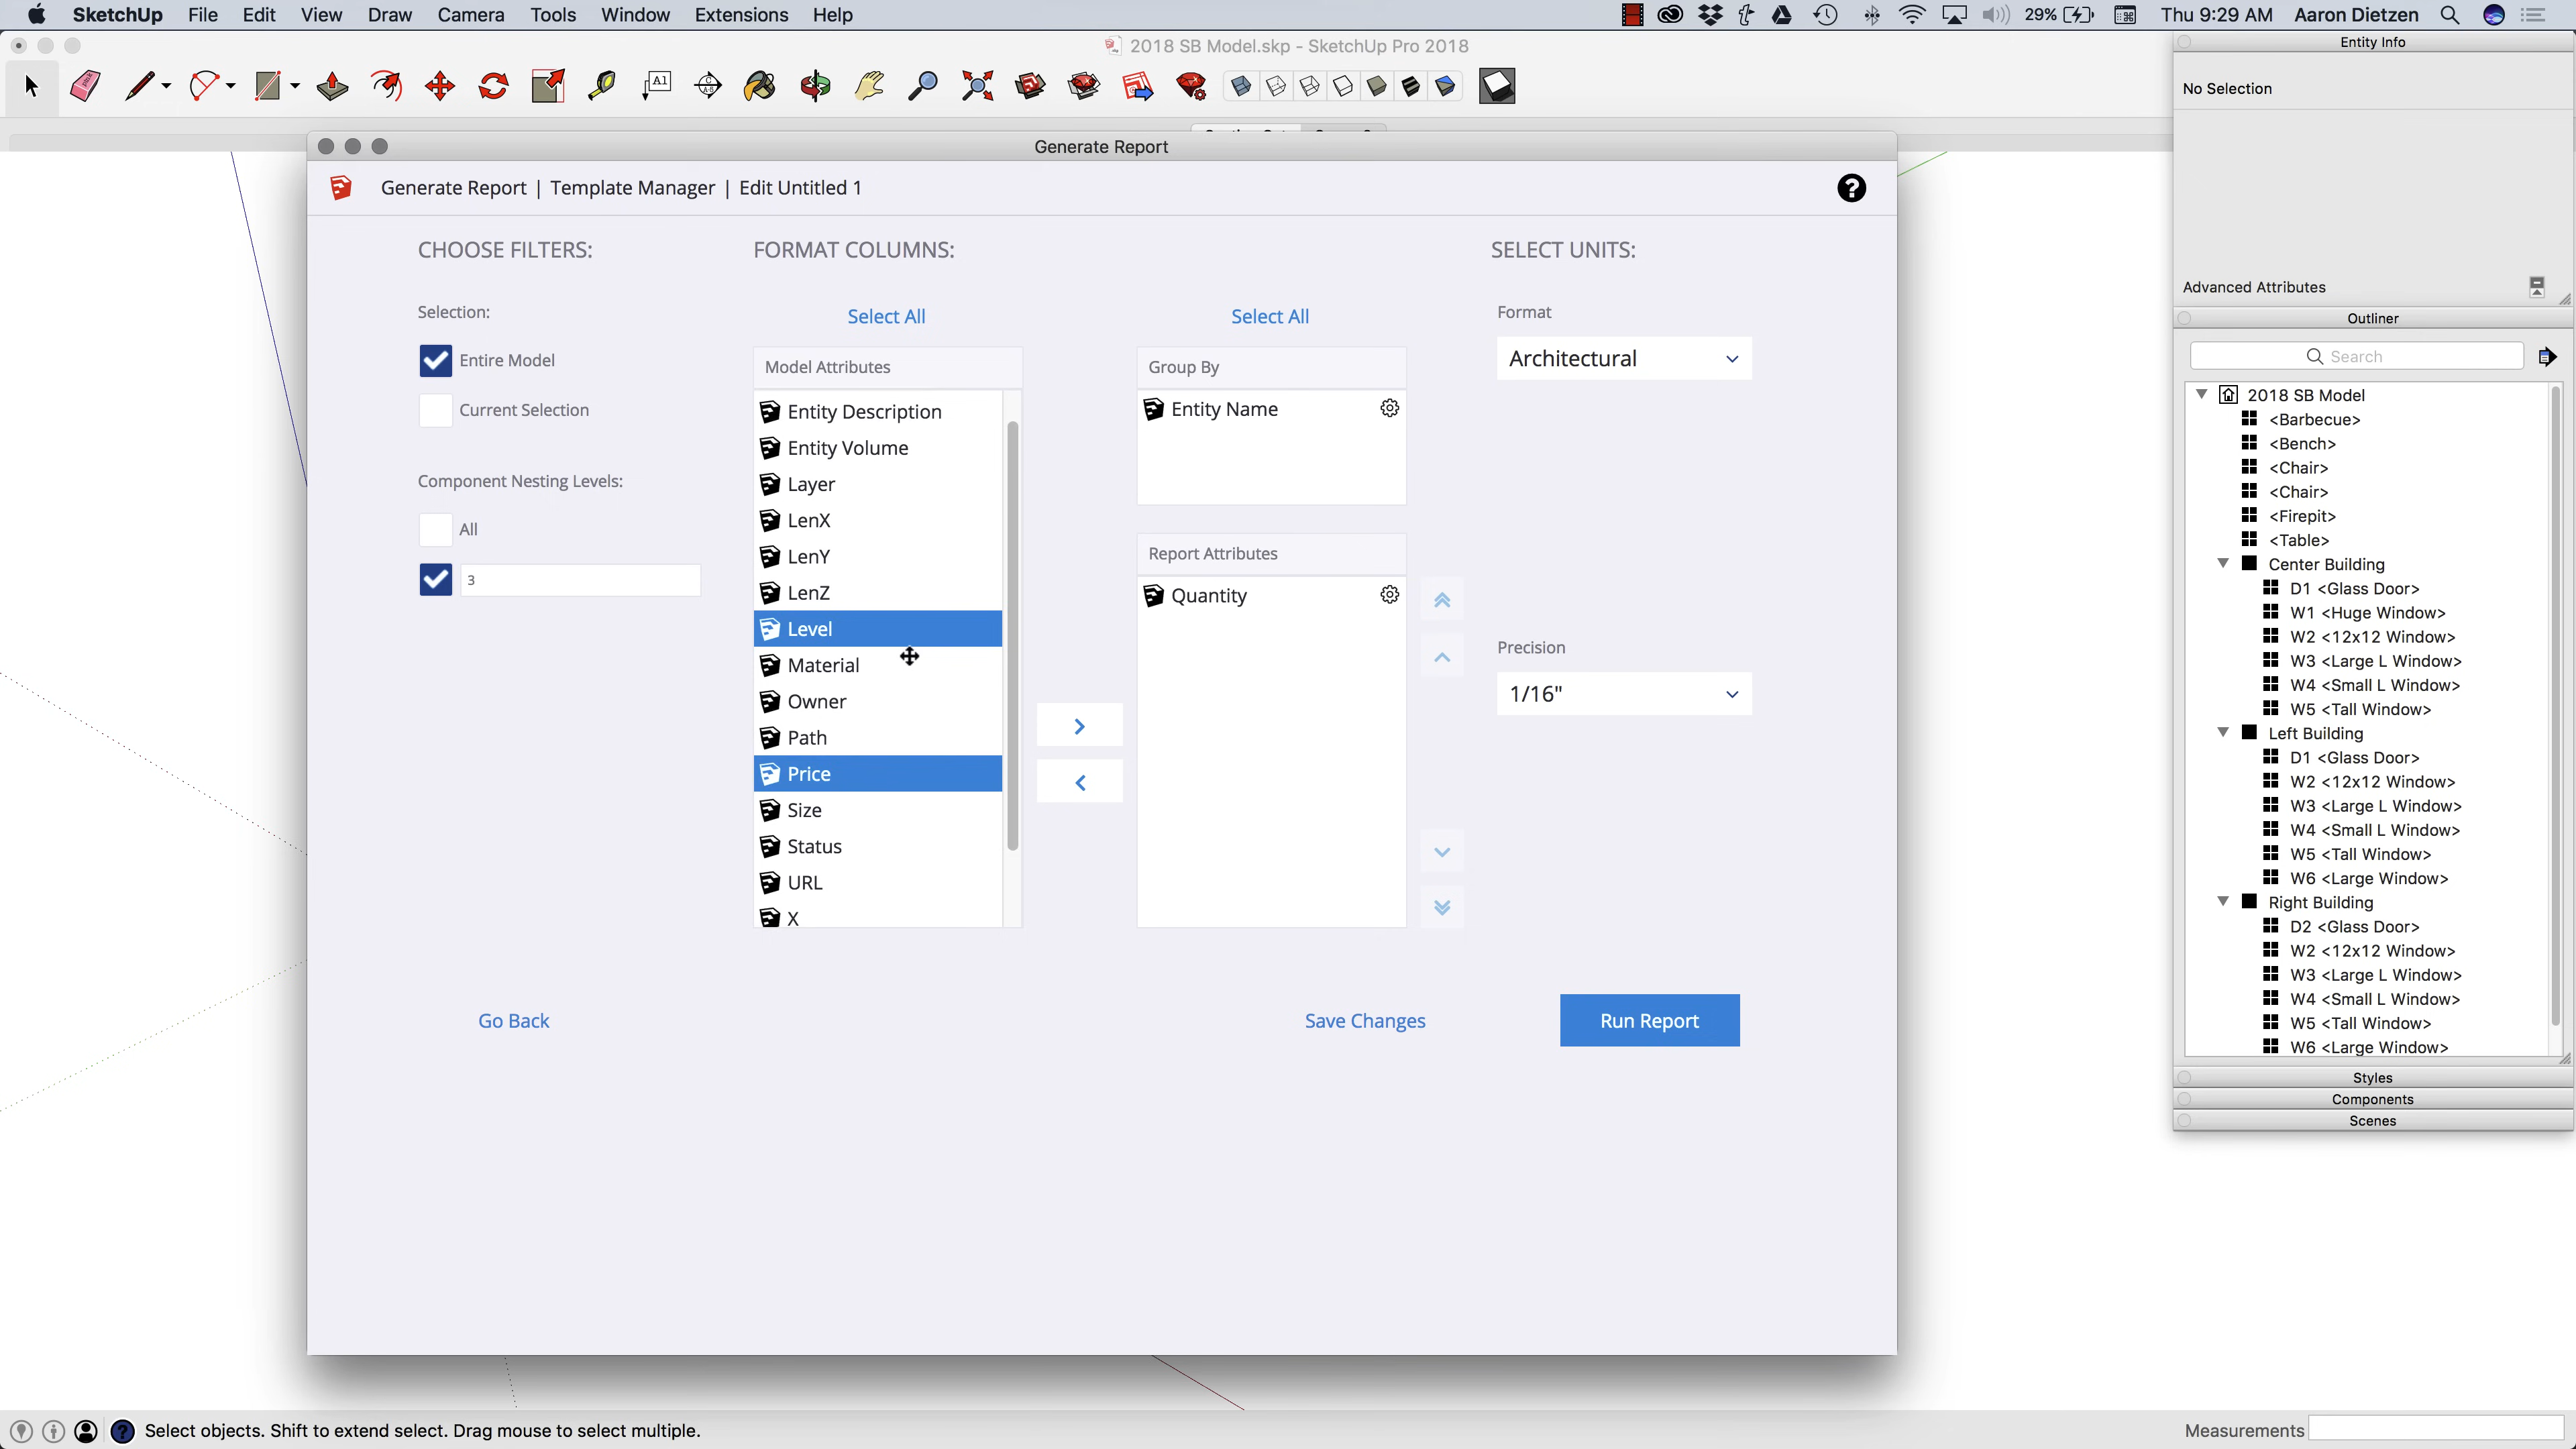 SketchUp File Edit View Draw Camera Tools Window Extensions Help
29% Thu 9:29 AM Aaron Dietzen
2018 SB Model.skp - SketchUp Pro 2018
A1
Generate Report
Generate Report | Template Manager | Edit Untitled 1
?
CHOOSE FILTERS:
Selection:
Entire Model
Current Selection
Component Nesting Levels:
All
3
FORMAT COLUMNS:
Select All
Model Attributes
Entity Description
Entity Volume
Layer
LenX
LenY
LenZ
Level
Material
Owner
Path
Price
Size
Status
URL
X
Select All
Group By
Entity Name
Report Attributes
Quantity
SELECT UNITS:
Format
Architectural
Precision
1/16"
Go Back
Save Changes
Run Report
Entity Info
No Selection
Advanced Attributes
Outliner
Search
2018 SB Model
<Barbecue>
<Bench>
<Chair>
<Chair>
<Firepit>
<Table>
Center Building
D1 <Glass Door>
W1 <Huge Window>
W2 <12x12 Window>
W3 <Large L Window>
W4 <Small L Window>
W5 <Tall Window>
Left Building
D1 <Glass Door>
W2 <12x12 Window>
W3 <Large L Window>
W4 <Small L Window>
W5 <Tall Window>
W6 <Large Window>
Right Building
D2 <Glass Door>
W2 <12x12 Window>
W3 <Large L Window>
W4 <Small L Window>
W5 <Tall Window>
W6 <Large Window>
Styles
Components
Scenes
? Select objects. Shift to extend select. Drag mouse to select multiple.
Measurements